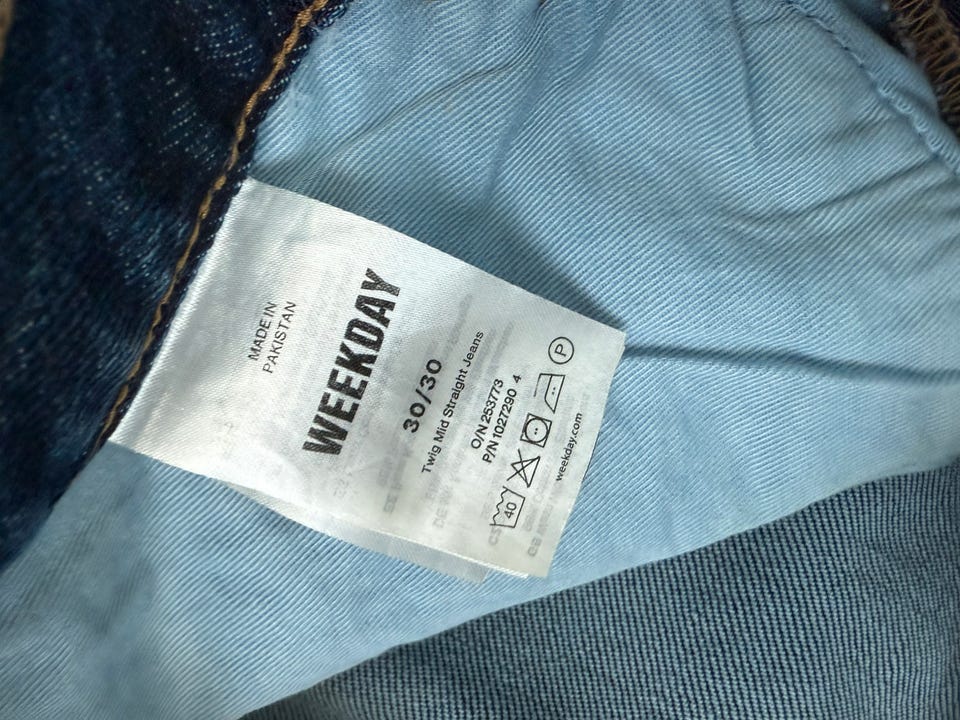 MADE IN
PAKISTAN
WEEKDAY
30/30
Twig Mid Straight Jeans
O/N 253773
P/N 1027290 4
40
P
weekday.com